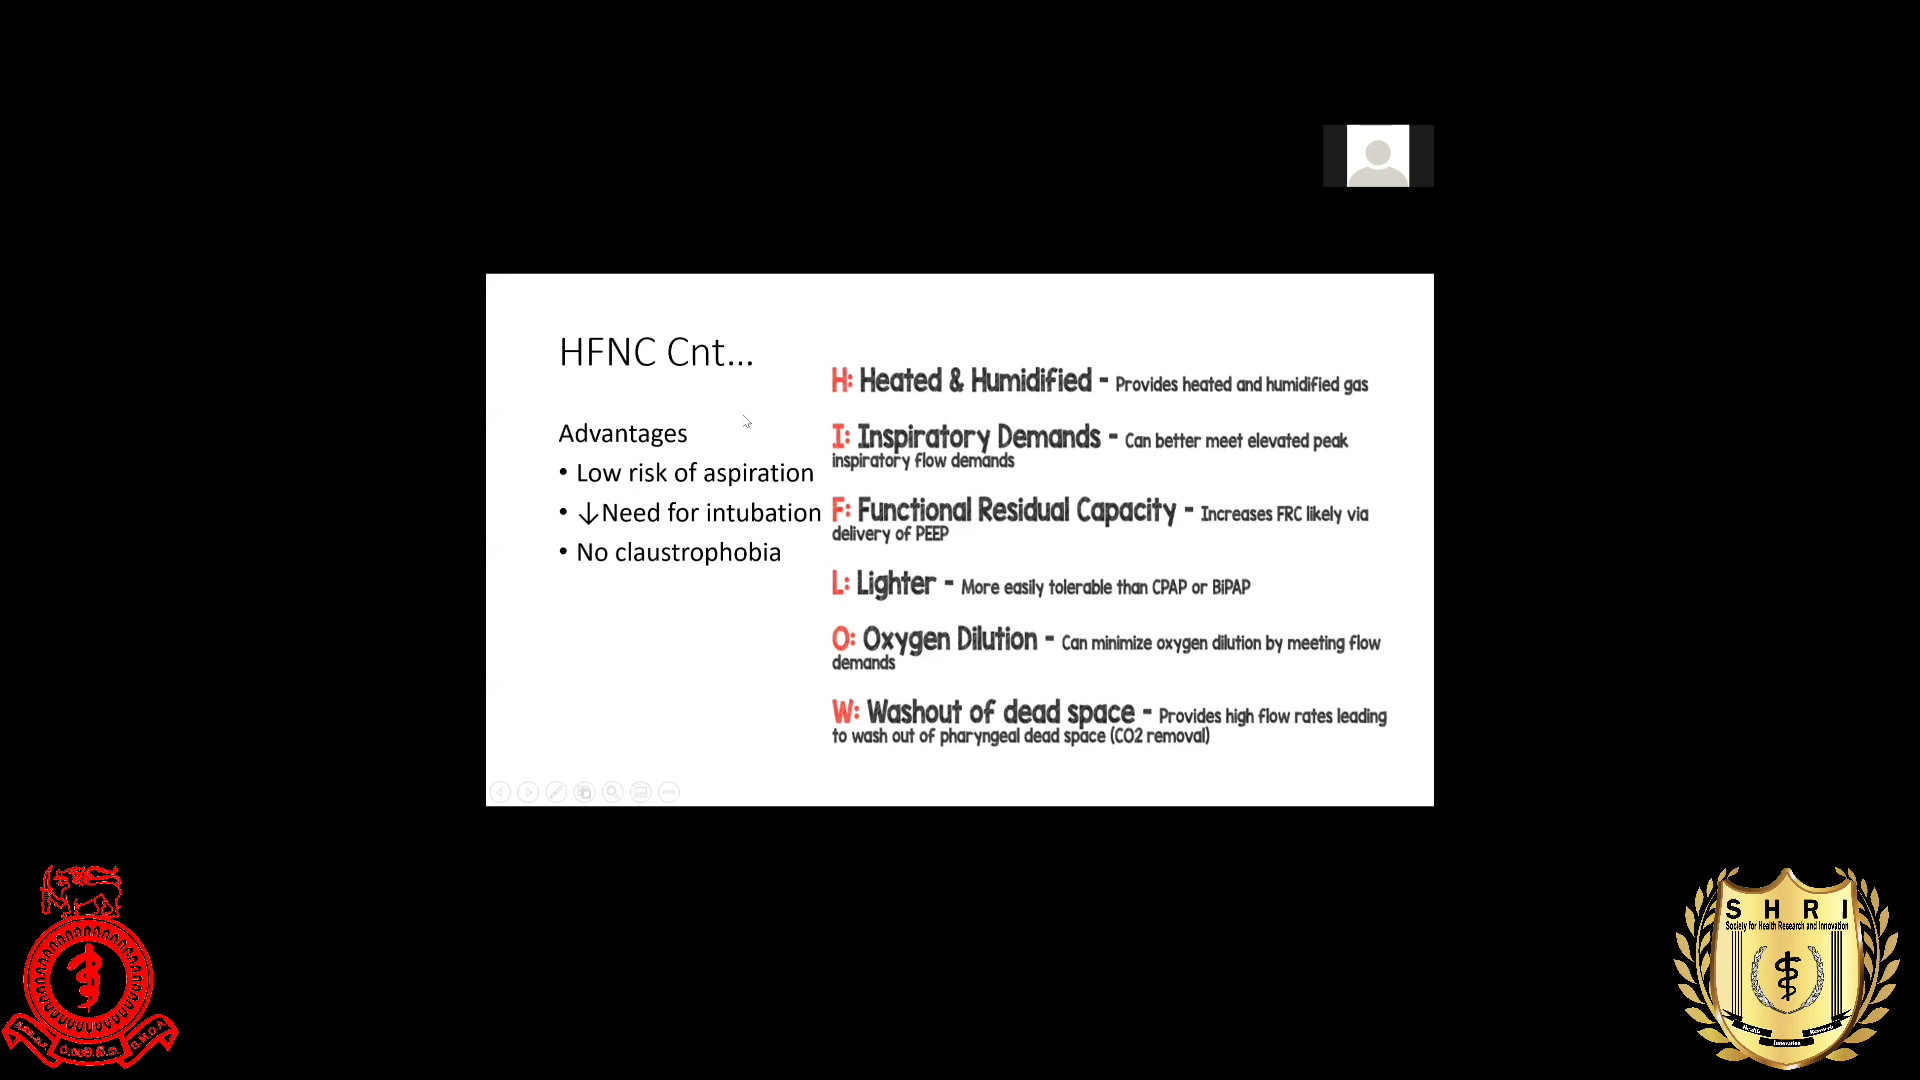 HFNC Cnt...
Advantages
• Low risk of aspiration
• ↓Need for intubation
• No claustrophobia
H: Heated & Humidified - Provides heated and humidified gas
I: Inspiratory Demands - Can better meet elevated peak
inspiratory flow demands
F: Functional Residual Capacity - Increases FRC likely via
delivery of PEEP
L: Lighter - More easily tolerable than CPAP or BiPAP
O: Oxygen Dilution - Can minimize oxygen dilution by meeting flow
demands
W: Washout of dead space - Provides high flow rates leading
to wash out of pharyngeal dead space (CO2 removal)
G.M.O.A.
SHRI
Society for Health Research and Innovation
Health
Research
Innovation